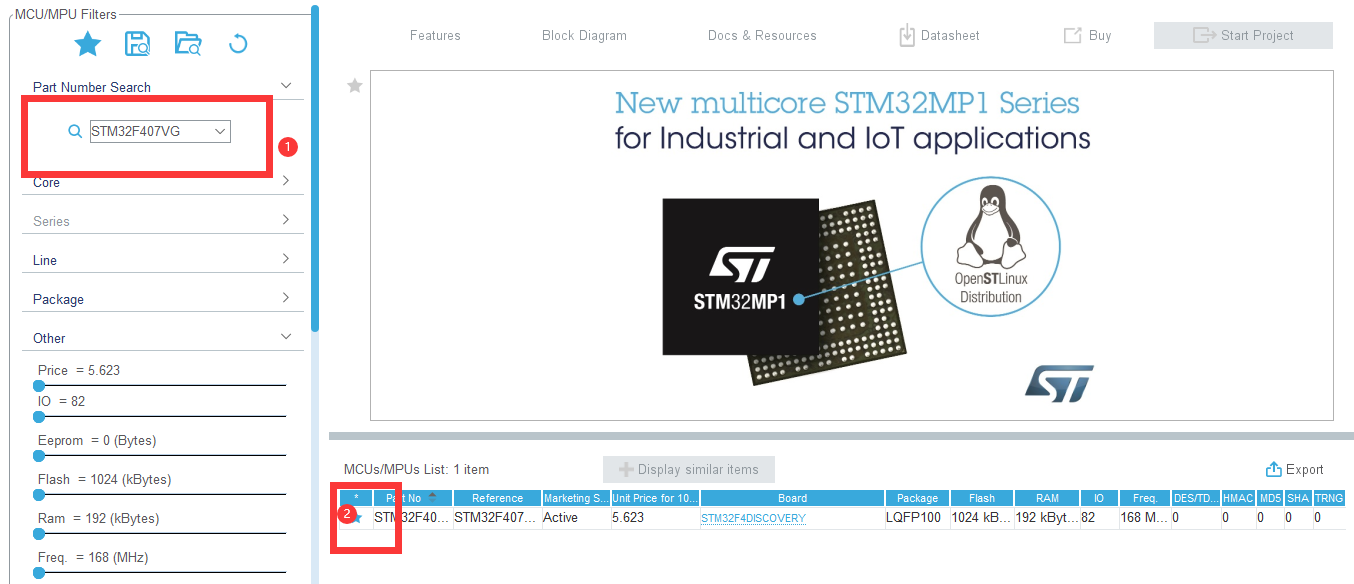 MCU/MPU Filters
Part Number Search
STM32F407VG
1
Core
Series
Line
Package
Other
Price = 5.623
IO = 82
Eeprom = 0 (Bytes)
Flash = 1024 (kBytes)
Ram = 192 (kBytes)
Freq. = 168 (MHz)
Features Block Diagram Docs & Resources Datasheet Buy Start Project
New multicore STM32MP1 Series
for Industrial and IoT applications
ST
STM32MP1
OpenSTLinux
Distribution
ST
MCUs/MPUs List: 1 item Display similar items Export
* Part No Reference Marketing S... Unit Price for 10... Board Package Flash RAM IO Freq. DES/TD... HMAC MD5 SHA TRNG
2 STM32F40... STM32F407... Active 5.623 STM32F4DISCOVERY LQFP100 1024 kB... 192 kByt... 82 168 M... 0 0 0 0 0